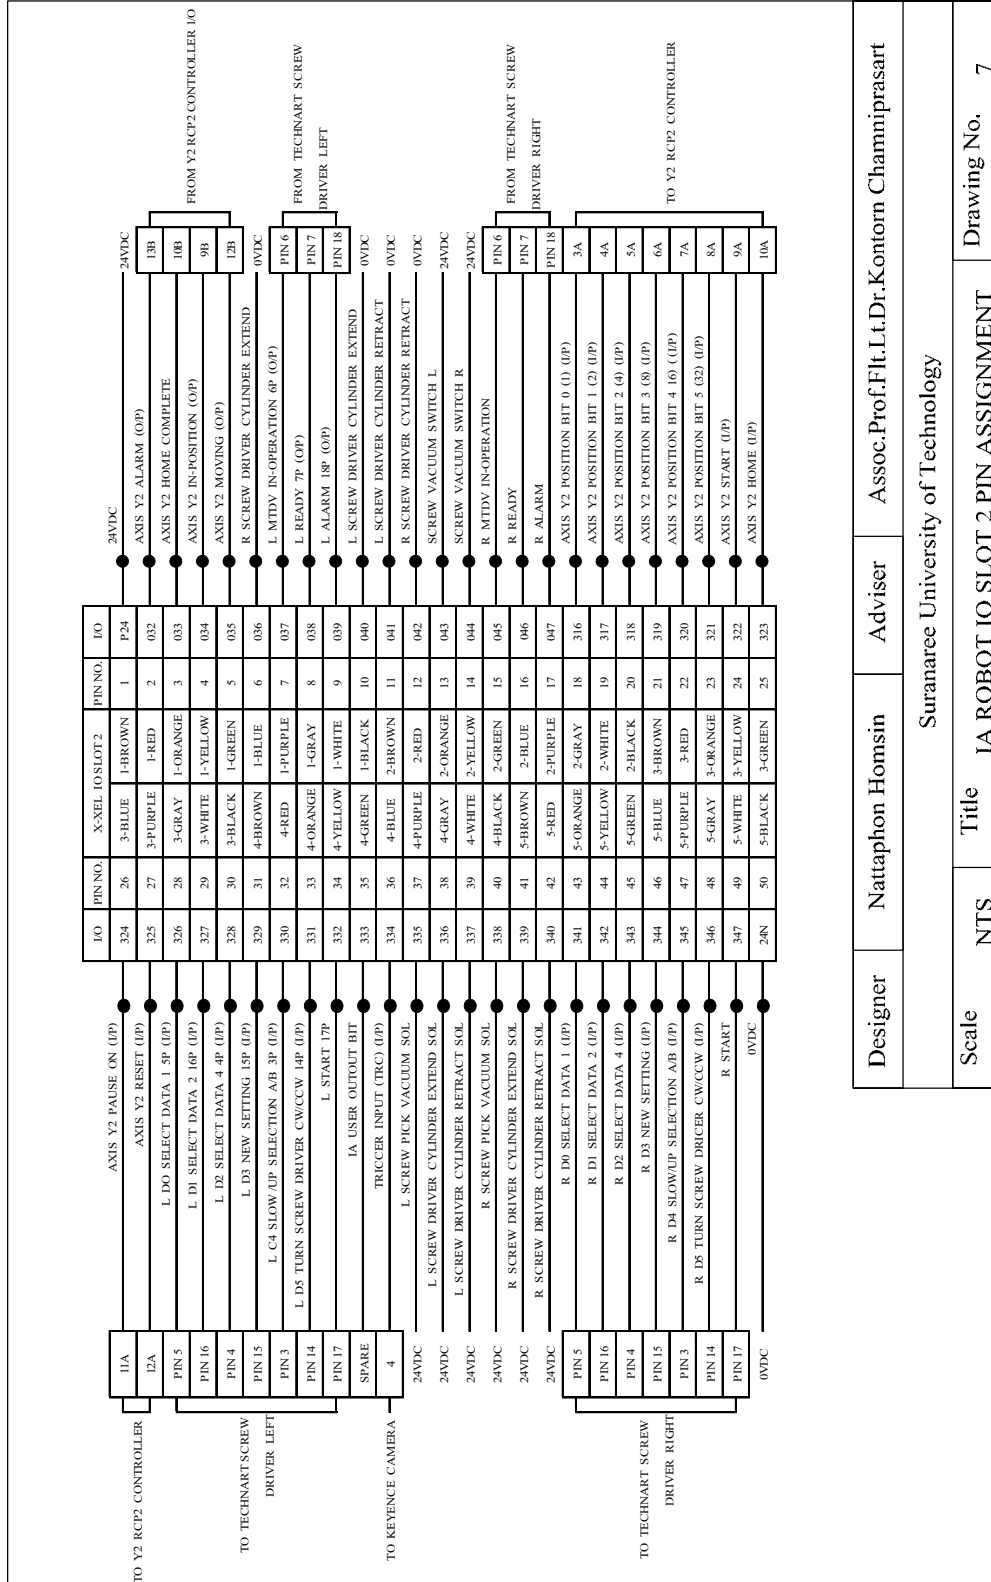 I/O PIN NO. X-XEL IO SLOT 2 PIN NO. I/O
TO Y2 RCP2 CONTROLLER
11A AXIS Y2 PAUSE ON (I/P) 324 26 3-BLUE 1-BROWN 1 P24 24VDC 24VDC
12A AXIS Y2 RESET (I/P) 325 27 3-PURPLE 1-RED 2 032 AXIS Y2 ALARM (O/P) 13B
PIN 5 L DO SELECT DATA 1 5P (I/P) 326 28 3-GRAY 1-ORANGE 3 033 AXIS Y2 HOME COMPLETE 10B
PIN 16 L D1 SELECT DATA 2 16P (I/P) 327 29 3-WHITE 1-YELLOW 4 034 AXIS Y2 IN-POSITION (O/P) 9B
PIN 4 L D2 SELECT DATA 4 4P (I/P) 328 30 3-BLACK 1-GREEN 5 035 AXIS Y2 MOVING (O/P) 12B
FROM Y2 RCP2 CONTROLLER I/O
PIN 15 L D3 NEW SETTING 15P (I/P) 329 31 4-BROWN 1-BLUE 6 036 R SCREW DRIVER CYLINDER EXTEND 0VDC
PIN 3 L C4 SLOW/UP SELECTION A/B 3P (I/P) 330 32 4-RED 1-PURPLE 7 037 L MTDV IN-OPERATION 6P (O/P) PIN 6
PIN 14 L D5 TURN SCREW DRIVER CW/CCW 14P (I/P) 331 33 4-ORANGE 1-GRAY 8 038 L READY 7P (O/P) PIN 7
PIN 17 L START 17P 332 34 4-YELLOW 1-WHITE 9 039 L ALARM 18P (O/P) PIN 18
TO TECHNART SCREW
DRIVER LEFT
FROM TECHNART SCREW
DRIVER LEFT
SPARE IA USER OUTOUT BIT 333 35 4-GREEN 1-BLACK 10 040 L SCREW DRIVER CYLINDER EXTEND 0VDC
TO KEYENCE CAMERA 4 TRICCER INPUT (TRC) (I/P) 334 36 4-BLUE 2-BROWN 11 041 L SCREW DRIVER CYLINDER RETRACT 0VDC
24VDC L SCREW PICK VACUUM SOL 335 37 4-PURPLE 2-RED 12 042 R SCREW DRIVER CYLINDER RETRACT 0VDC
24VDC L SCREW DRIVER CYLINDER EXTEND SOL 336 38 4-GRAY 2-ORANGE 13 043 SCREW VACUUM SWITCH L 24VDC
24VDC L SCREW DRIVER CYLINDER RETRACT SOL 337 39 4-WHITE 2-YELLOW 14 044 SCREW VACUUM SWITCH R 24VDC
24VDC R SCREW PICK VACUUM SOL 338 40 4-BLACK 2-GREEN 15 045 R MTDV IN-OPERATION PIN 6
24VDC R SCREW DRIVER CYLINDER EXTEND SOL 339 41 5-BROWN 2-BLUE 16 046 R READY PIN 7
24VDC R SCREW DRIVER CYLINDER RETRACT SOL 340 42 5-RED 2-PURPLE 17 047 R ALARM PIN 18
FROM TECHNART SCREW
DRIVER RIGHT
PIN 5 R D0 SELECT DATA 1 (I/P) 341 43 5-ORANGE 2-GRAY 18 316 AXIS Y2 POSITION BIT 0 (1) (I/P) 3A
PIN 16 R D1 SELECT DATA 2 (I/P) 342 44 5-YELLOW 2-WHITE 19 317 AXIS Y2 POSITION BIT 1 (2) (I/P) 4A
PIN 4 R D2 SELECT DATA 4 (I/P) 343 45 5-GREEN 2-BLACK 20 318 AXIS Y2 POSITION BIT 2 (4) (I/P) 5A
PIN 15 R D3 NEW SETTING (I/P) 344 46 5-BLUE 3-BROWN 21 319 AXIS Y2 POSITION BIT 3 (8) (I/P) 6A
PIN 3 R D4 SLOW/UP SELECTION A/B (I/P) 345 47 5-PURPLE 3-RED 22 320 AXIS Y2 POSITION BIT 4 16) ((I/P) 7A
PIN 14 R D5 TURN SCREW DRICER CW/CCW (I/P) 346 48 5-GRAY 3-ORANGE 23 321 AXIS Y2 POSITION BIT 5 (32) (I/P) 8A
PIN 17 R START 347 49 5-WHITE 3-YELLOW 24 322 AXIS Y2 START (I/P) 9A
0VDC 0VDC 24N 50 5-BLACK 3-GREEN 25 323 AXIS Y2 HOME (I/P) 10A
TO TECHNART SCREW
DRIVER RIGHT
TO Y2 RCP2 CONTROLLER
Designer Nattaphon Homsin Adviser Assoc.Prof.Flt.Lt.Dr.Kontorn Chamniprasart
Suranaree University of Technology
Scale NTS Title IA ROBOT IO SLOT 2 PIN ASSIGNMENT Drawing No. 7